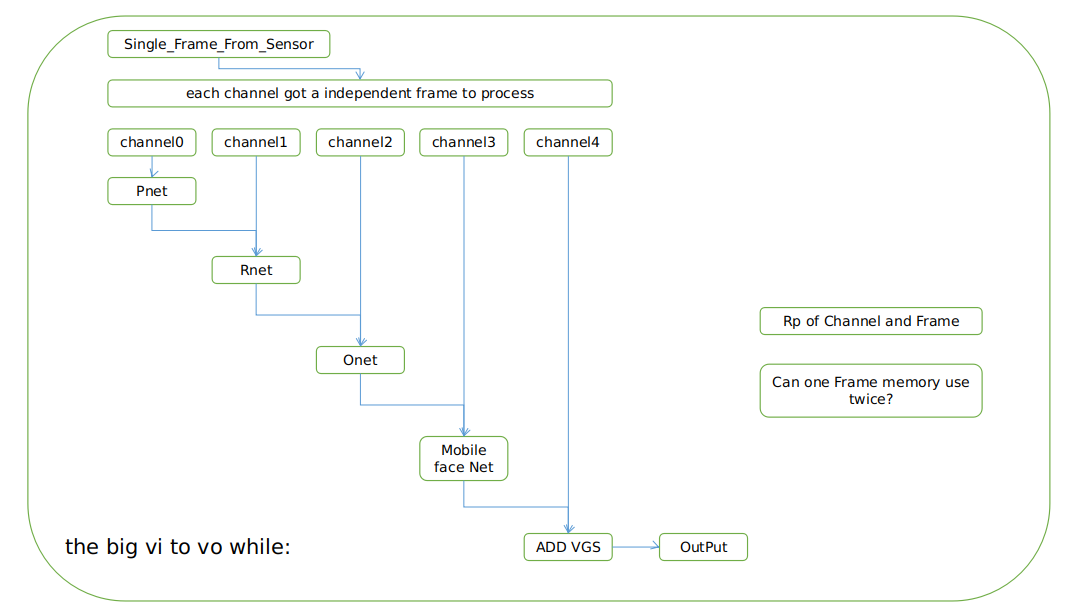 Single_Frame_From_Sensor
each channel got a independent frame to process
channel0
channel1
channel2
channel3
channel4
Pnet
Rnet
Rp of Channel and Frame
Onet
Can one Frame memory use
twice?
Mobile
face Net
the big vi to vo while:
ADD VGS
OutPut